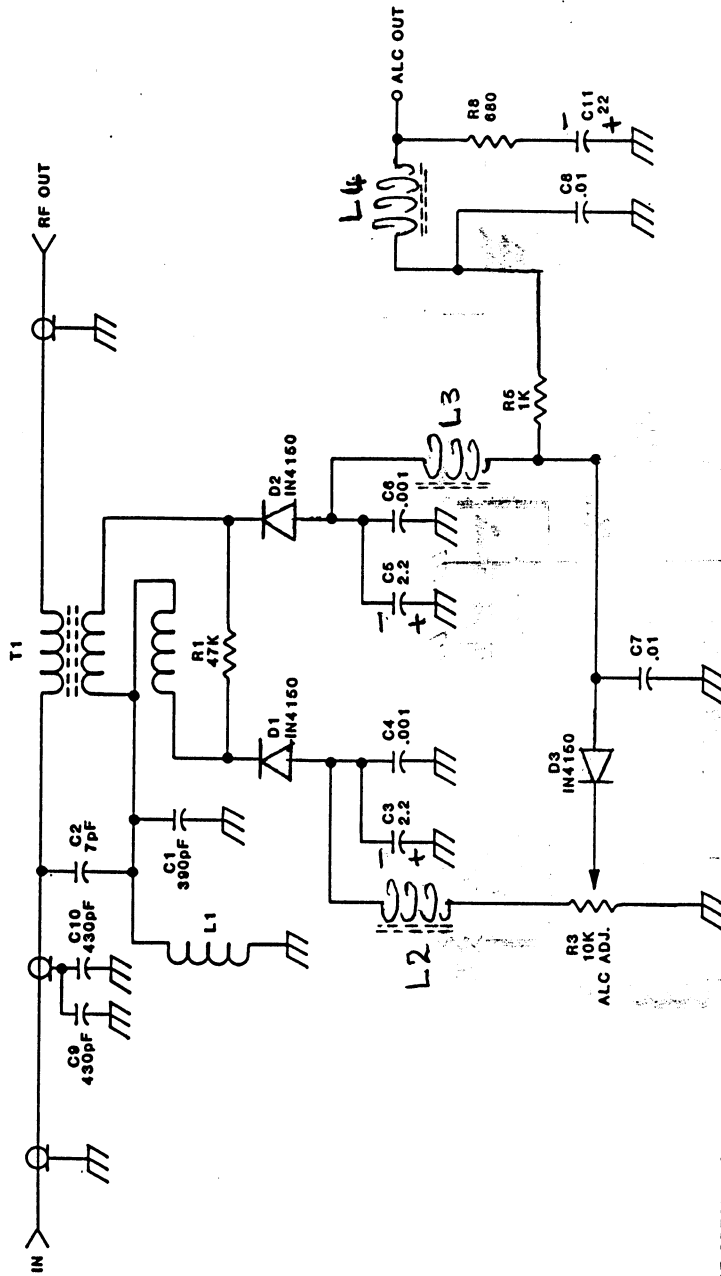 T1
IN
RF OUT
C9
430pF
C10
430pF
C2
7pF
C1
390pF
L1
R1
47K
D1
IN4150
D2
IN4150
L4
ALC OUT
C3
2.2
- +
C4
.001
C5
2.2
- +
C6
.001
L2
L3
R8
680
C8
.01
C11
22
- +
R5
1K
D3
IN4150
R3
10K
ALC ADJ.
C7
.01